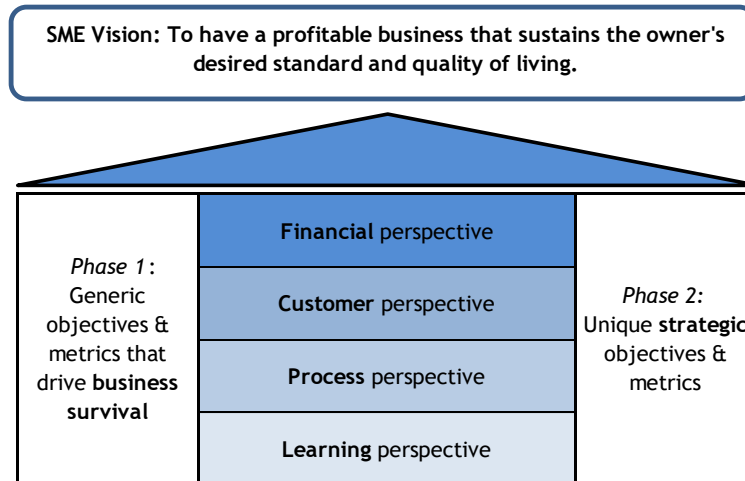 SME Vision: To have a profitable business that sustains the owner's
desired standard and quality of living.
Phase 1:
Generic
objectives &
metrics that
drive business
survival
Financial perspective
Customer perspective
Process perspective
Learning perspective
Phase 2:
Unique strategic
objectives &
metrics